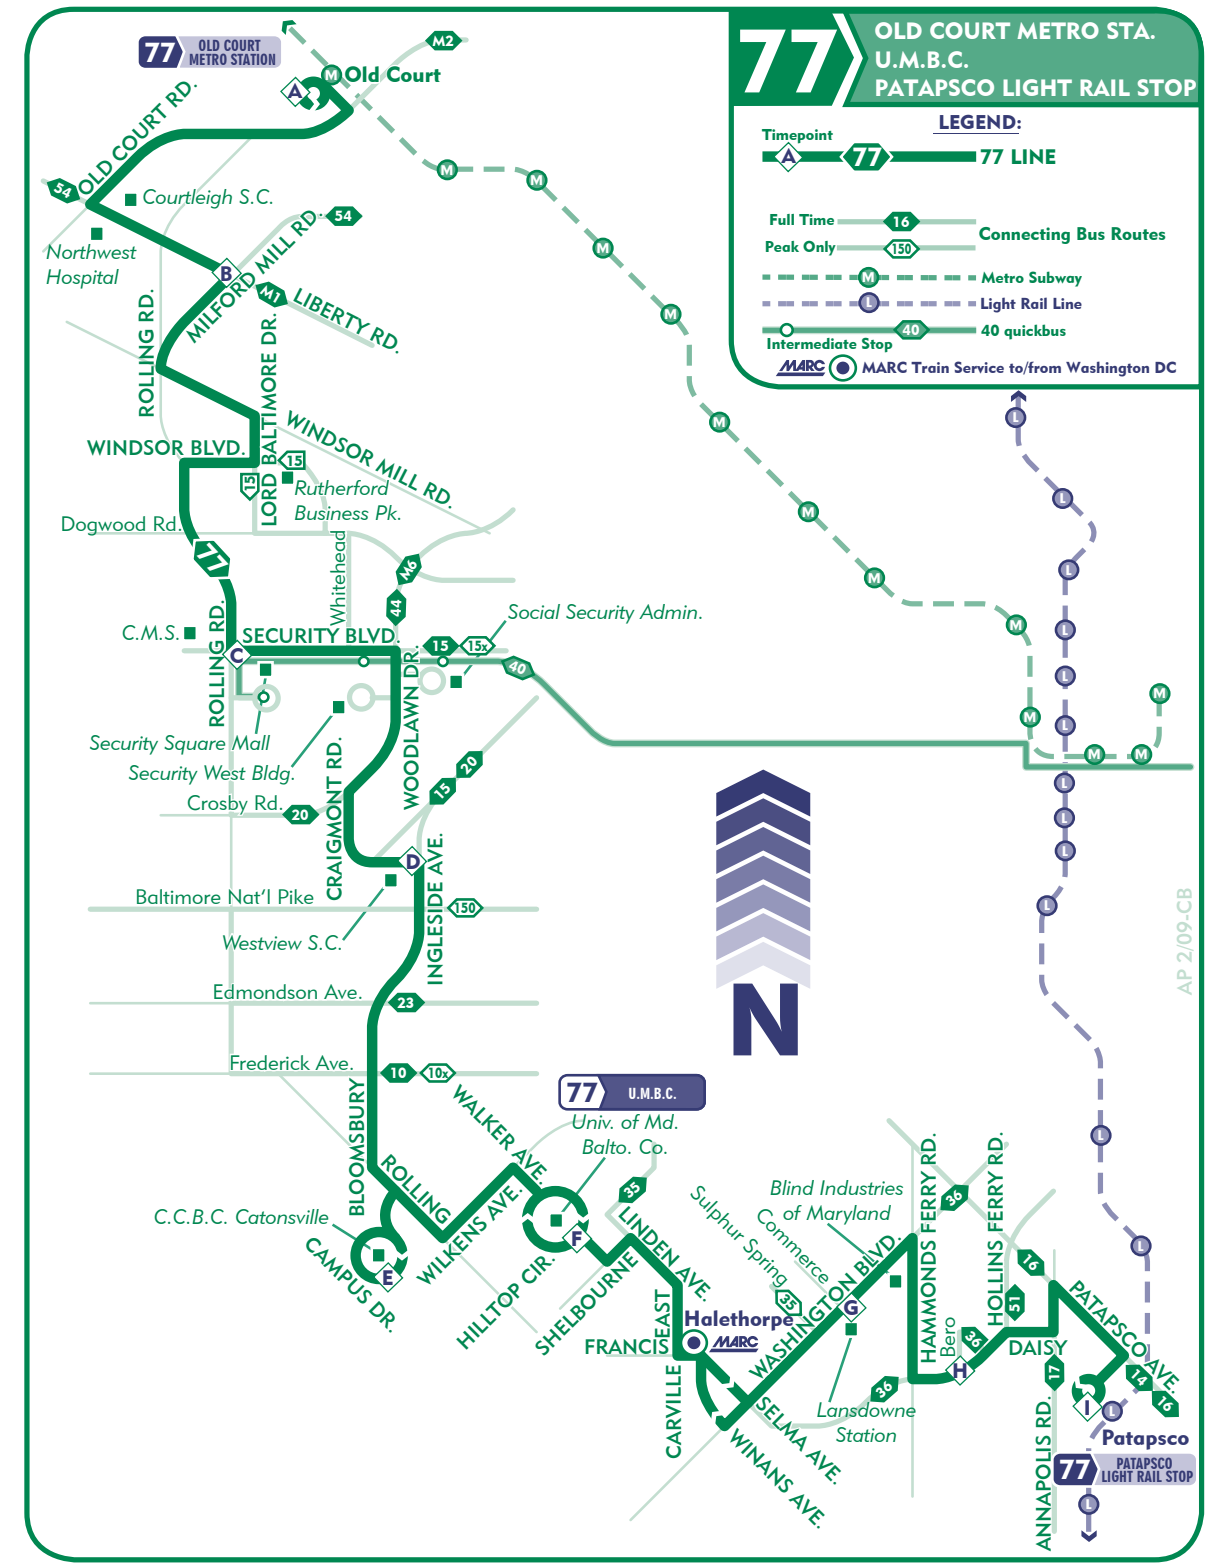 77
OLD COURT
METRO STATION
M2
M
Old Court
A
77
OLD COURT METRO STA.
U.M.B.C.
PATAPSCO LIGHT RAIL STOP
LEGEND:
Timepoint
A
77
77 LINE
Full Time
16
Peak Only
150
Connecting Bus Routes
M
Metro Subway
L
Light Rail Line
40
40 quickbus
Intermediate Stop
MARC
MARC Train Service to/from Washington DC
OLD COURT RD.
54
Courtleigh S.C.
Northwest
Hospital
MILFORD MILL RD.
54
B
M1
LIBERTY RD.
ROLLING RD.
LORD BALTIMORE DR.
WINDSOR MILL RD.
WINDSOR BLVD.
15
15
Rutherford
Business Pk.
Dogwood Rd.
77
Whitehead
M6
44
Social Security Admin.
C.M.S.
ROLLING RD.
SECURITY BLVD.
15
15x
C
40
WOODLAWN DR.
Security Square Mall
Security West Bldg.
CRAIGMONT RD.
20
15
Crosby Rd.
20
D
INGLESIDE AVE.
Baltimore Nat'l Pike
150
Westview S.C.
Edmondson Ave.
23
Frederick Ave.
10
10x
BLOOMSBURY
WALKER AVE.
77
U.M.B.C.
Univ. of Md.
Balto. Co.
ROLLING
WILKENS AVE.
C.C.B.C. Catonsville
CAMPUS DR.
E
F
HILLTOP CIR.
SHELBOURNE
35
LINDEN AVE.
EAST
FRANCIS
Halethorpe
MARC
CARVILLE
Sulphur Spring
Commerce
35
WASHINGTON BLVD.
G
Blind Industries
of Maryland
Lansdowne
Station
SELMA AVE.
WINANS AVE.
HAMMONDS FERRY RD.
36
HOLLINS FERRY RD.
16
51
Bero
36
H
36
DAISY
PATAPSCO AVE.
17
14
16
ANNAPOLIS RD.
I
L
Patapsco
77
PATAPSCO
LIGHT RAIL STOP
L
M
M
M
M
M
M
M
M
M
M
M
M
M
L
L
L
L
L
L
L
L
L
L
L
L
N
AP 2/09-CB